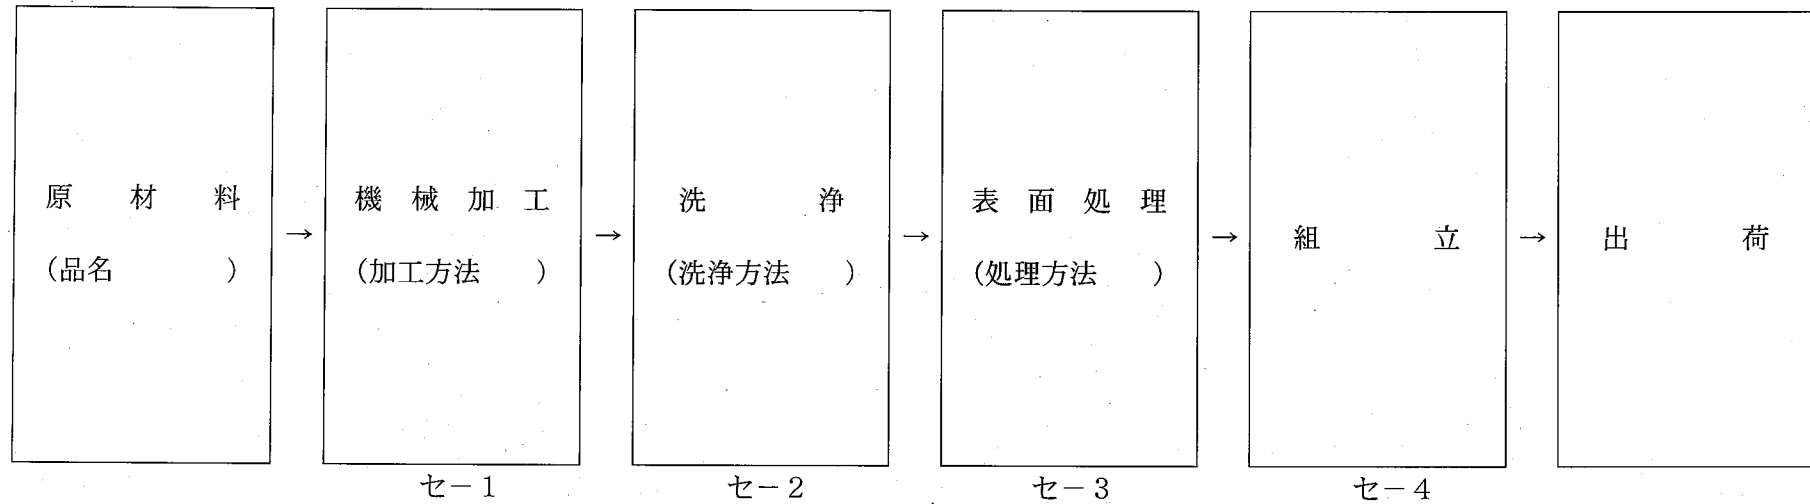 原材料
(品名　　　)
→
機械加工
(加工方法　　)
→
洗浄
(洗浄方法　　)
→
表面処理
(処理方法　　)
→
組立
→
出荷
セ－1
セ－2
セ－3
セ－4